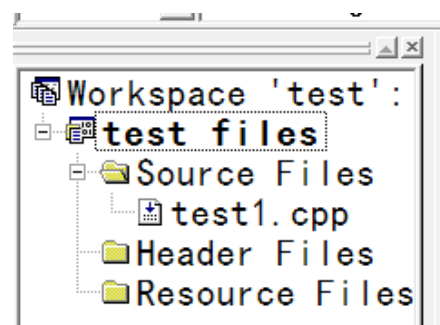 Workspace 'test':
test files
Source Files
test1.cpp
Header Files
Resource Files